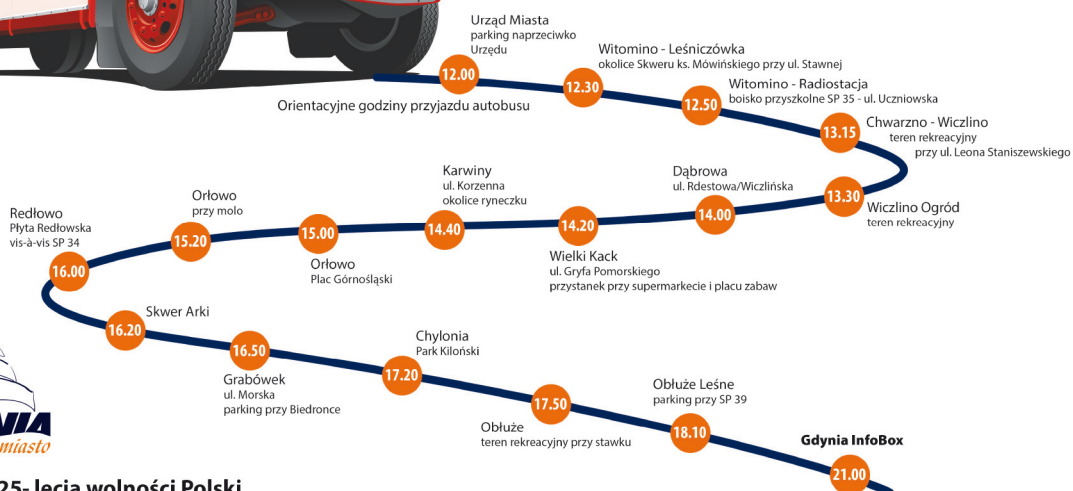 Urząd Miasta
parking naprzeciwko
Urzędu
12.00
Orientacyjne godziny przyjazdu autobusu
Witomino - Leśniczówka
okolice Skweru ks. Mówińskiego przy ul. Stawnej
12.30
Witomino - Radiostacja
boisko przyszkolne SP 35 - ul. Uczniowska
12.50
Chwarzno - Wiczlino
teren rekreacyjny
przy ul. Leona Staniszewskiego
13.15
13.30
Wiczlino Ogród
teren rekreacyjny
Dąbrowa
ul. Rdestowa/Wiczlińska
14.00
14.20
Wielki Kack
ul. Gryfa Pomorskiego
przystanek przy supermarkecie i placu zabaw
Karwiny
ul. Korzenna
okolice ryneczku
14.40
15.00
Orłowo
Plac Górnośląski
Orłowo
przy molo
15.20
Redłowo
Płyta Redłowska
vis-à-vis SP 34
16.00
Skwer Arki
16.20
16.50
Grabówek
ul. Morska
parking przy Biedronce
Chylonia
Park Kiloński
17.20
17.50
Obłuże
teren rekreacyjny przy stawku
Obłuże Leśne
parking przy SP 39
18.10
Gdynia InfoBox
21.00
miasto
25- lecia wolności Polski